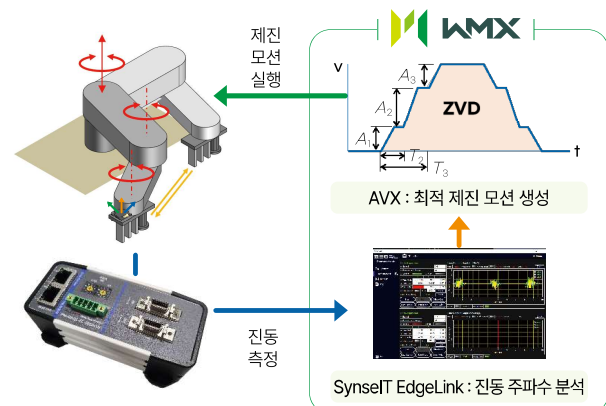 제진
모션
실행
WMX
V
A₃
A₂
A₁
ZVD
T₂
T₃
t
AVX : 최적 제진 모션 생성
진동
측정
SynseIT EdgeLink : 진동 주파수 분석